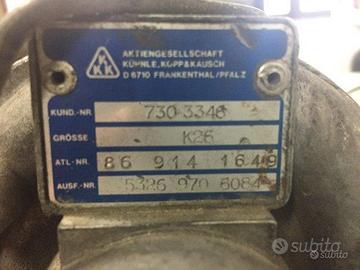 KKK
AKTIENGESELLSCHAFT
KÜHNLE, KOPP & KAUSCH
D 6710 FRANKENTHAL/PFALZ
KUND.-NR. 730 3348
GRÖSSE K26
ATL-NR. 86 914 1649
AUSF.-NR. 5326 970 6084
subito subito